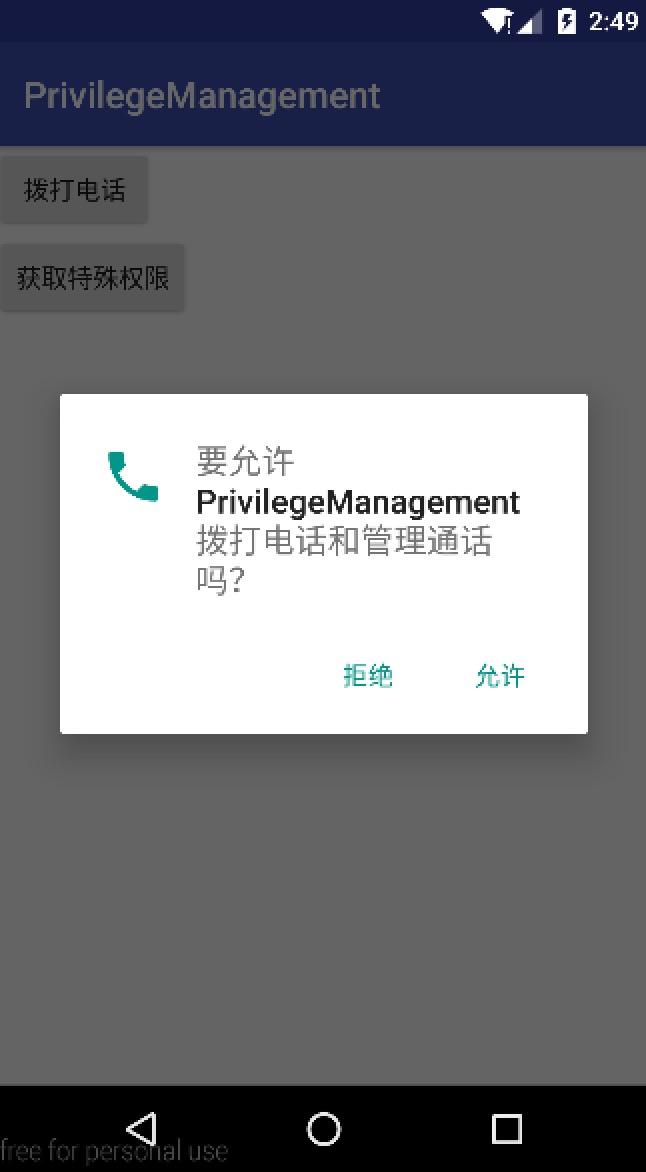 2:49
PrivilegeManagement
拨打电话
获取特殊权限
要允许
PrivilegeManagement
拨打电话和管理通话
吗?
拒绝
允许
free for personal use